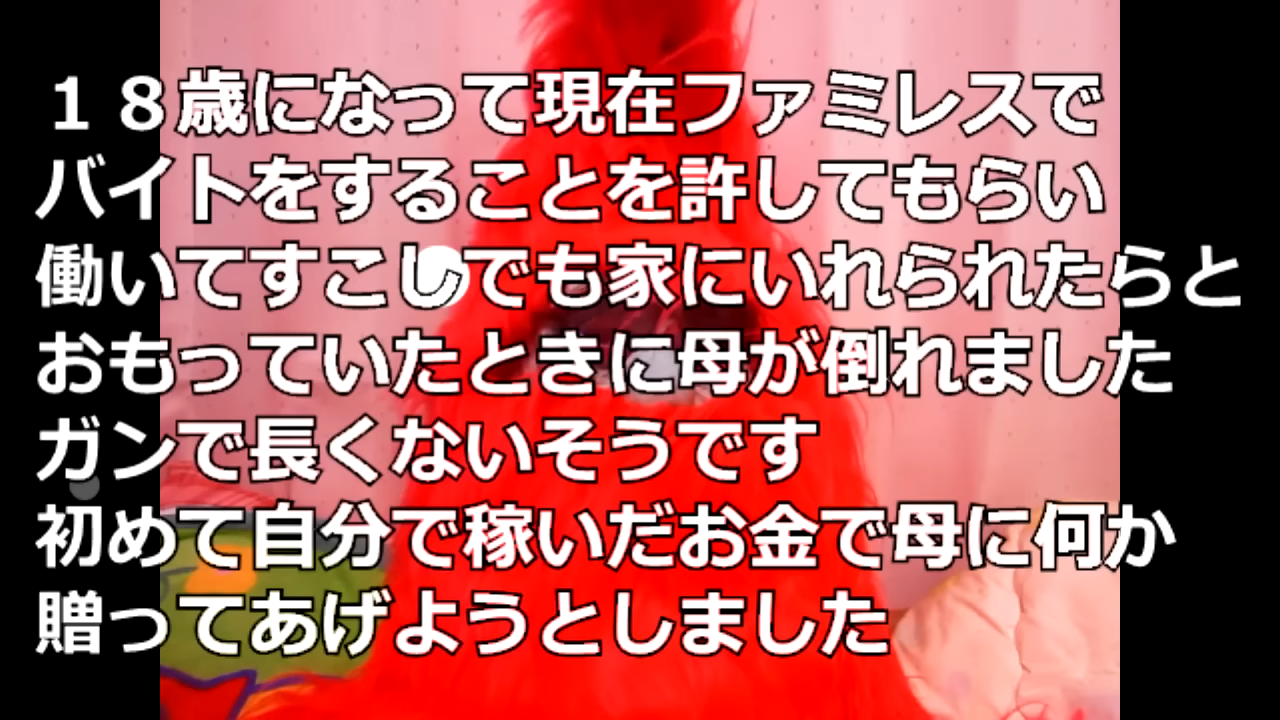 １８歳になって現在ファミレスで
バイトをすることを許してもらい
働いてすこしでも家にいれられたらと
おもっていたときに母が倒れました
ガンで長くないそうです
初めて自分で稼いだお金で母に何か
贈ってあげようとしました